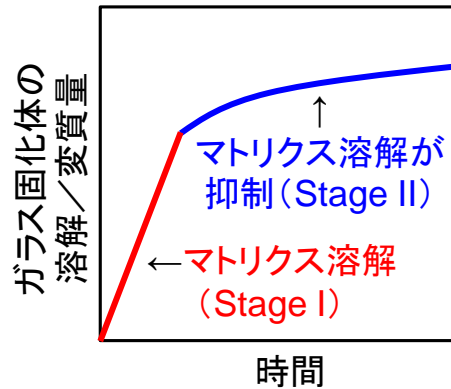 ガラス固化体の
溶解／変質量
↑
マトリクス溶解が
抑制（Stage II）
←マトリクス溶解
（Stage I）
時間